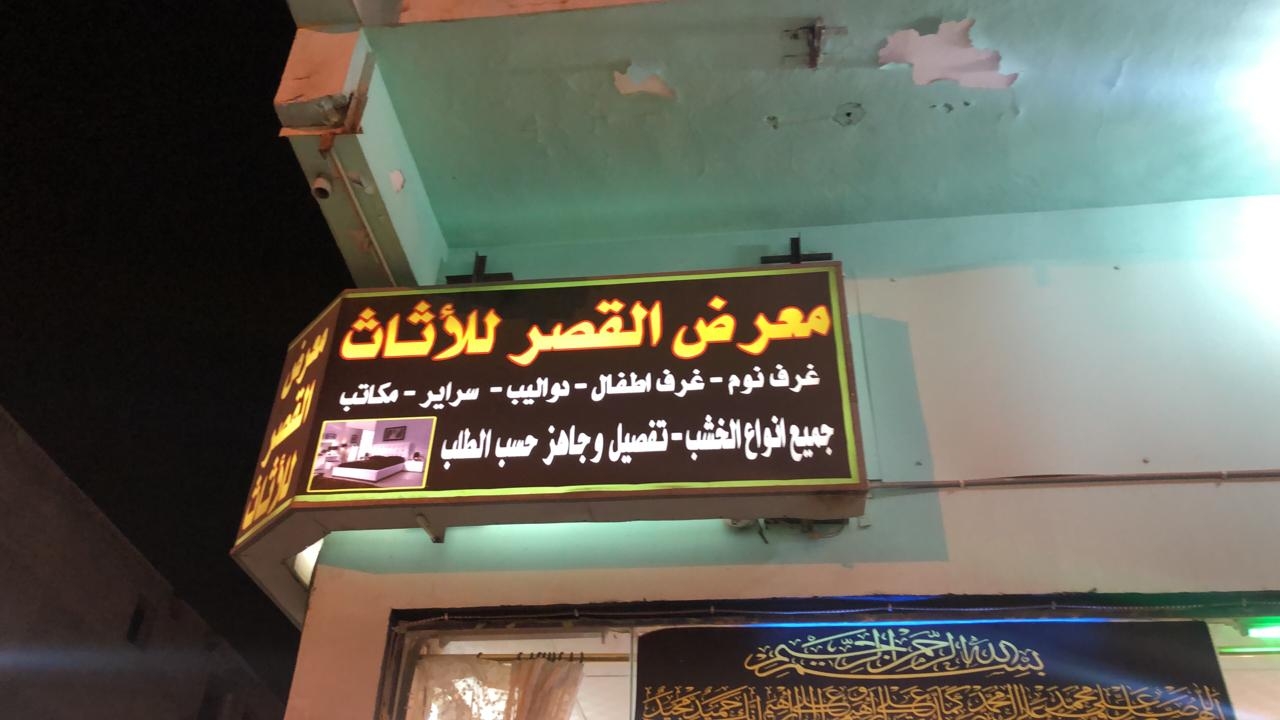 معرض القصر للأثاث
غرف نوم - غرف اطفال - دواليب - سراير - مكاتب
جميع انواع الخشب - تفصيل وجاهز حسب الطلب
معرض
القصر
للأثاث
بسم الله الرحمن الرحيم